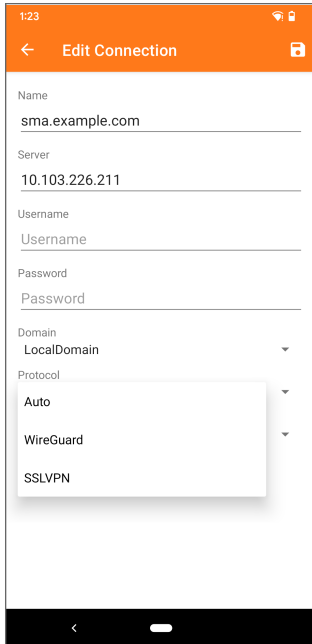 1:23
Edit Connection
Name
sma.example.com
Server
10.103.226.211
Username
Username
Password
Password
Domain
LocalDomain
Protocol
Auto
WireGuard
SSLVPN